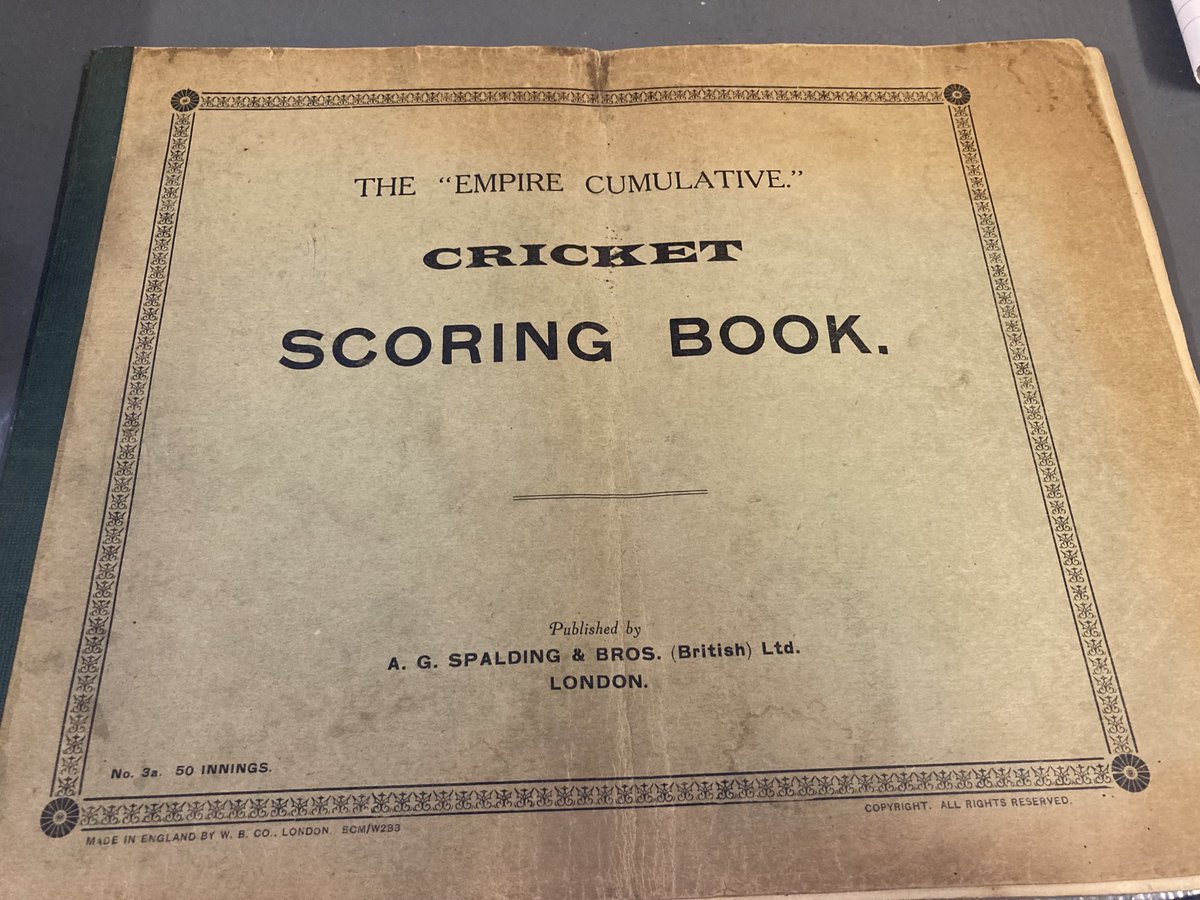 THE "EMPIRE CUMULATIVE."
CRICKET
SCORING BOOK.
Published by
A. G. SPALDING & BROS. (British) Ltd.
LONDON.
No. 3a. 50 INNINGS.
COPYRIGHT. ALL RIGHTS RESERVED.
MADE IN ENGLAND BY W. B. CO., LONDON. BCM/W2B3